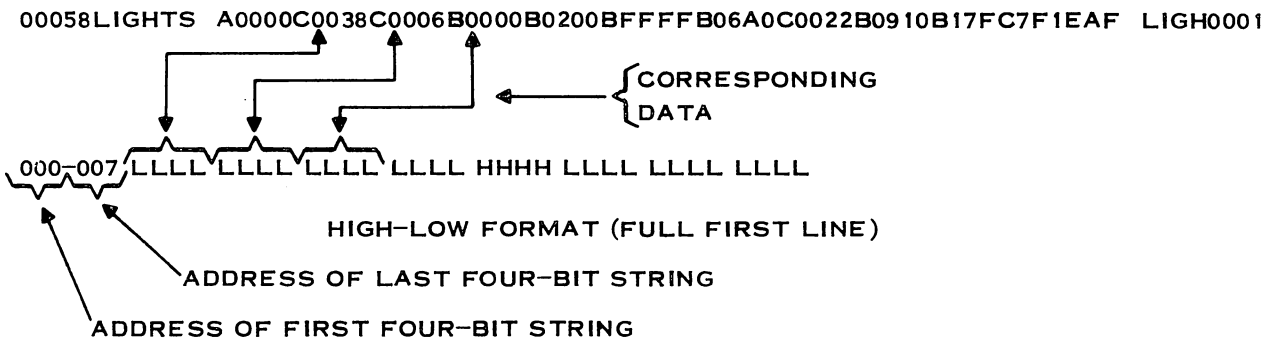 00058LIGHTS A0000C0038C0006B0000B0200BFFFFB06A0C0022B0910B17FC7F1EAF LIGH0001
CORRESPONDING
DATA
000-007 LLLL LLLL LLLL LLLL HHHH LLLL LLLL LLLL
HIGH-LOW FORMAT (FULL FIRST LINE)
ADDRESS OF LAST FOUR-BIT STRING
ADDRESS OF FIRST FOUR-BIT STRING